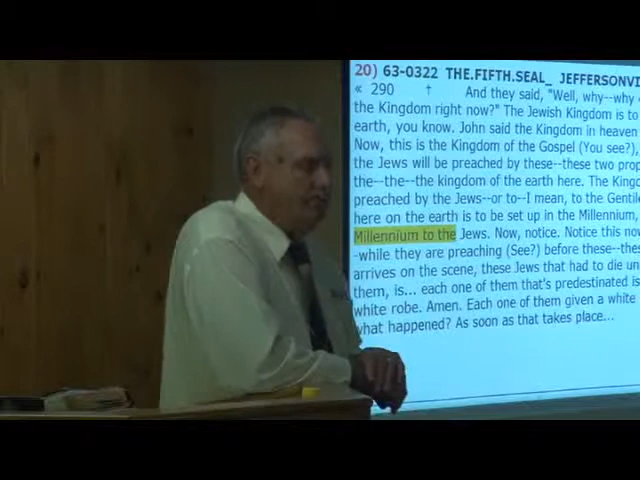 20) 63-0322 THE.FIFTH.SEAL_ JEFFERSONVI
« 290 † And they said, "Well, why--why
the Kingdom right now?" The Jewish Kingdom is to
earth, you know. John said the Kingdom in heaven
Now, this is the Kingdom of the Gospel (You see?),
the Jews will be preached by these--these two prop
the--the--the kingdom of the earth here. The King
preached by the Jews--or to--I mean, to the Gentile
here on the earth is to be set up in the Millennium,
Millennium to the Jews. Now, notice. Notice this now
-while they are preaching (See?) before these--thes
arrives on the scene, these Jews that had to die un
them, is... each one of them that's predestinated is
white robe. Amen. Each one of them given a white
what happened? As soon as that takes place...